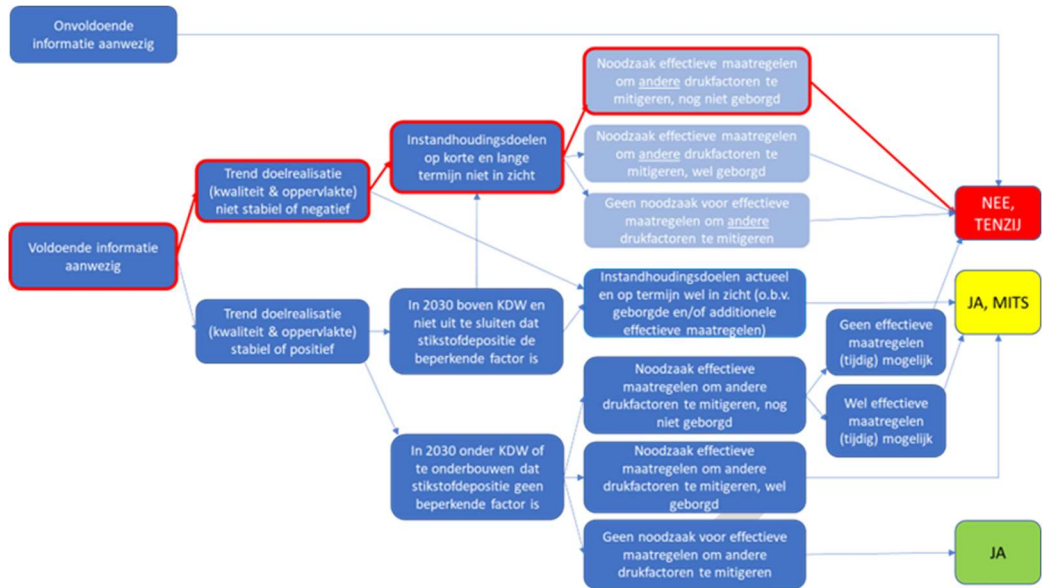 Onvoldoende
informatie aanwezig
Noodzaak effectieve maatregelen
om andere drukfactoren te
mitigeren, nog niet geborgd
Instandhoudingsdoelen
op korte en lange
termijn niet in zicht
Noodzaak effectieve maatregelen
om andere drukfactoren te
mitigeren, wel geborgd
Trend doelrealisatie
(kwaliteit & oppervlakte)
niet stabiel of negatief
Geen noodzaak voor effectieve
maatregelen om andere
drukfactoren te mitigeren
NEE,
TENZIJ
Voldoende informatie
aanwezig
Trend doelrealisatie
(kwaliteit & oppervlakte)
stabiel of positief
In 2030 boven KDW en
niet uit te sluiten dat
stikstofdepositie de
beperkende factor is
Instandhoudingsdoelen actueel
en op termijn wel in zicht (o.b.v.
geborgde en/of additionele
effectieve maatregelen)
JA, MITS
Geen effectieve
maatregelen
(tijdig) mogelijk
Noodzaak effectieve
maatregelen om andere
drukfactoren te mitigeren, nog
niet geborgd
Wel effectieve
maatregelen
(tijdig) mogelijk
In 2030 onder KDW of
te onderbouwen dat
stikstofdepositie geen
beperkende factor is
Noodzaak effectieve
maatregelen om andere
drukfactoren te mitigeren, wel
geborgd
Geen noodzaak voor effectieve
maatregelen om andere
drukfactoren te mitigeren
JA